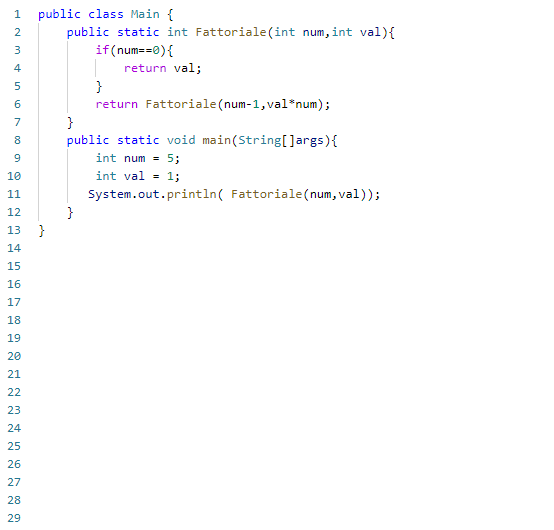 1 public class Main {
2     public static int Fattoriale(int num,int val){
3         if(num==0){
4             return val;
5         }
6         return Fattoriale(num-1,val*num);
7     }
8     public static void main(String[]args){
9         int num = 5;
10         int val = 1;
11        System.out.println( Fattoriale(num,val));
12     }
13 }
14
15
16
17
18
19
20
21
22
23
24
25
26
27
28
29